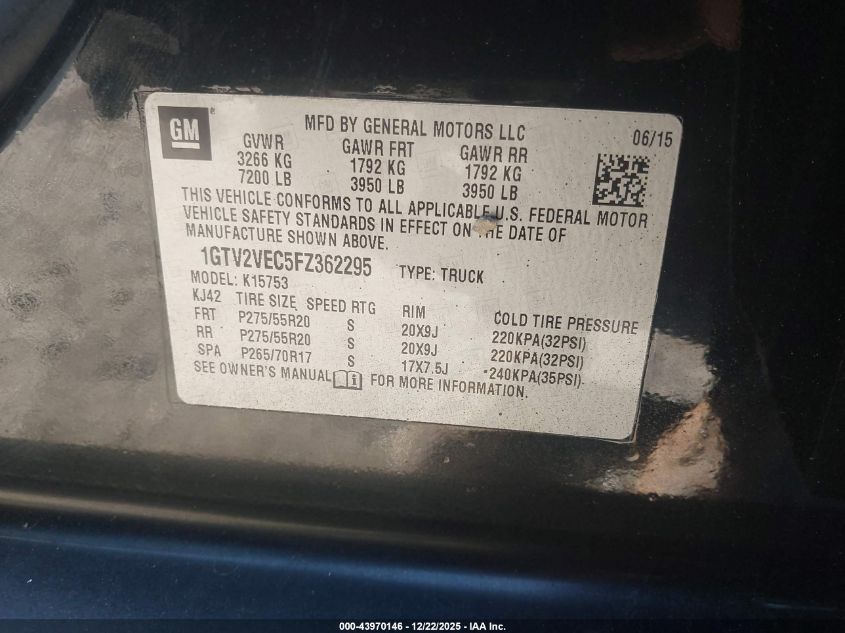 GM ®
MFD BY GENERAL MOTORS LLC 06/15
GVWR GAWR FRT GAWR RR
3266 KG 1792 KG 1792 KG
7200 LB 3950 LB 3950 LB
THIS VEHICLE CONFORMS TO ALL APPLICABLE U.S. FEDERAL MOTOR
VEHICLE SAFETY STANDARDS IN EFFECT ON THE DATE OF
MANUFACTURE SHOWN ABOVE.
1GTV2VEC5FZ362295 TYPE: TRUCK
MODEL: K15753
KJ42 TIRE SIZE SPEED RTG RIM COLD TIRE PRESSURE
FRT P275/55R20 S 20X9J 220KPA(32PSI)
RR P275/55R20 S 20X9J 220KPA(32PSI)
SPA P265/70R17 S 17X7.5J 240KPA(35PSI)
SEE OWNER'S MANUAL FOR MORE INFORMATION.
000-43970146 - 12/22/2025 - IAA Inc.